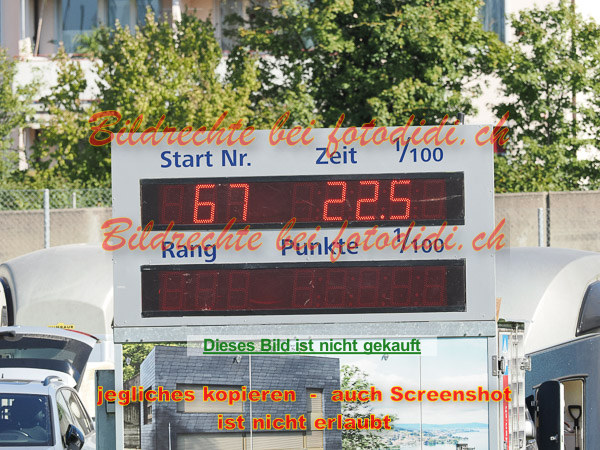 Bildrechte bei fotodidi.ch
Start Nr. Zeit 1/100
67 22.5
Bildrechte bei fotodidi.ch
Rang Punkte 1/100
Dieses Bild ist nicht gekauft
jegliches kopieren - auch Screenshot
ist nicht erlaubt